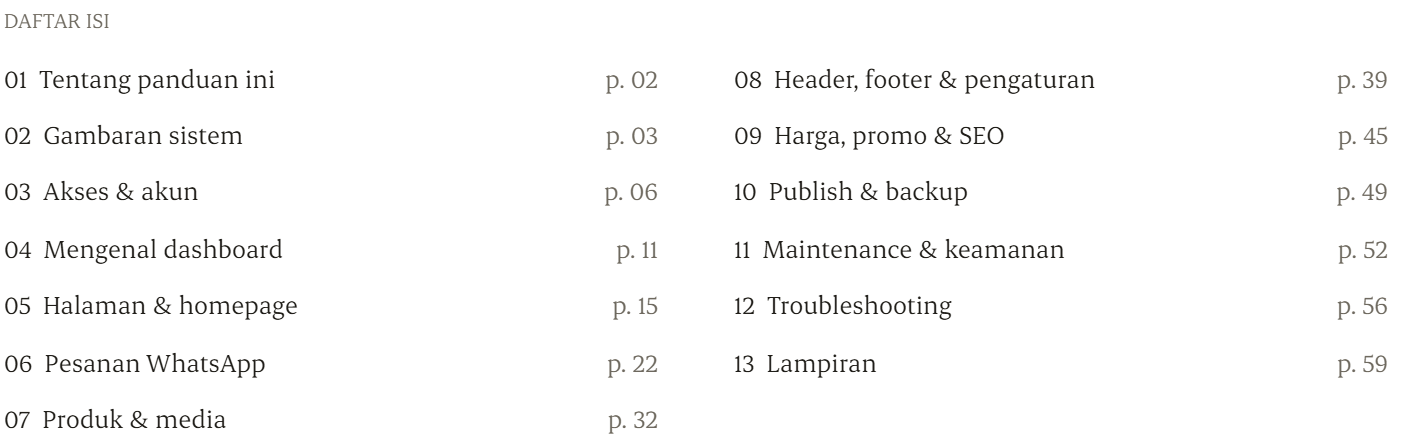 DAFTAR ISI
01 Tentang panduan ini p. 02
02 Gambaran sistem p. 03
03 Akses & akun p. 06
04 Mengenal dashboard p. 11
05 Halaman & homepage p. 15
06 Pesanan WhatsApp p. 22
07 Produk & media p. 32
08 Header, footer & pengaturan p. 39
09 Harga, promo & SEO p. 45
10 Publish & backup p. 49
11 Maintenance & keamanan p. 52
12 Troubleshooting p. 56
13 Lampiran p. 59